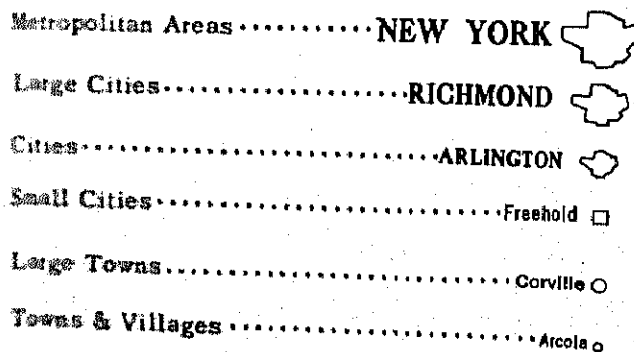 Metropolitan Areas ........... NEW YORK
Large Cities .................. RICHMOND
Cities ........................ ARLINGTON
Small Cities .................. Freehold
Large Towns ................... Corville
Towns & Villages .............. Arcola